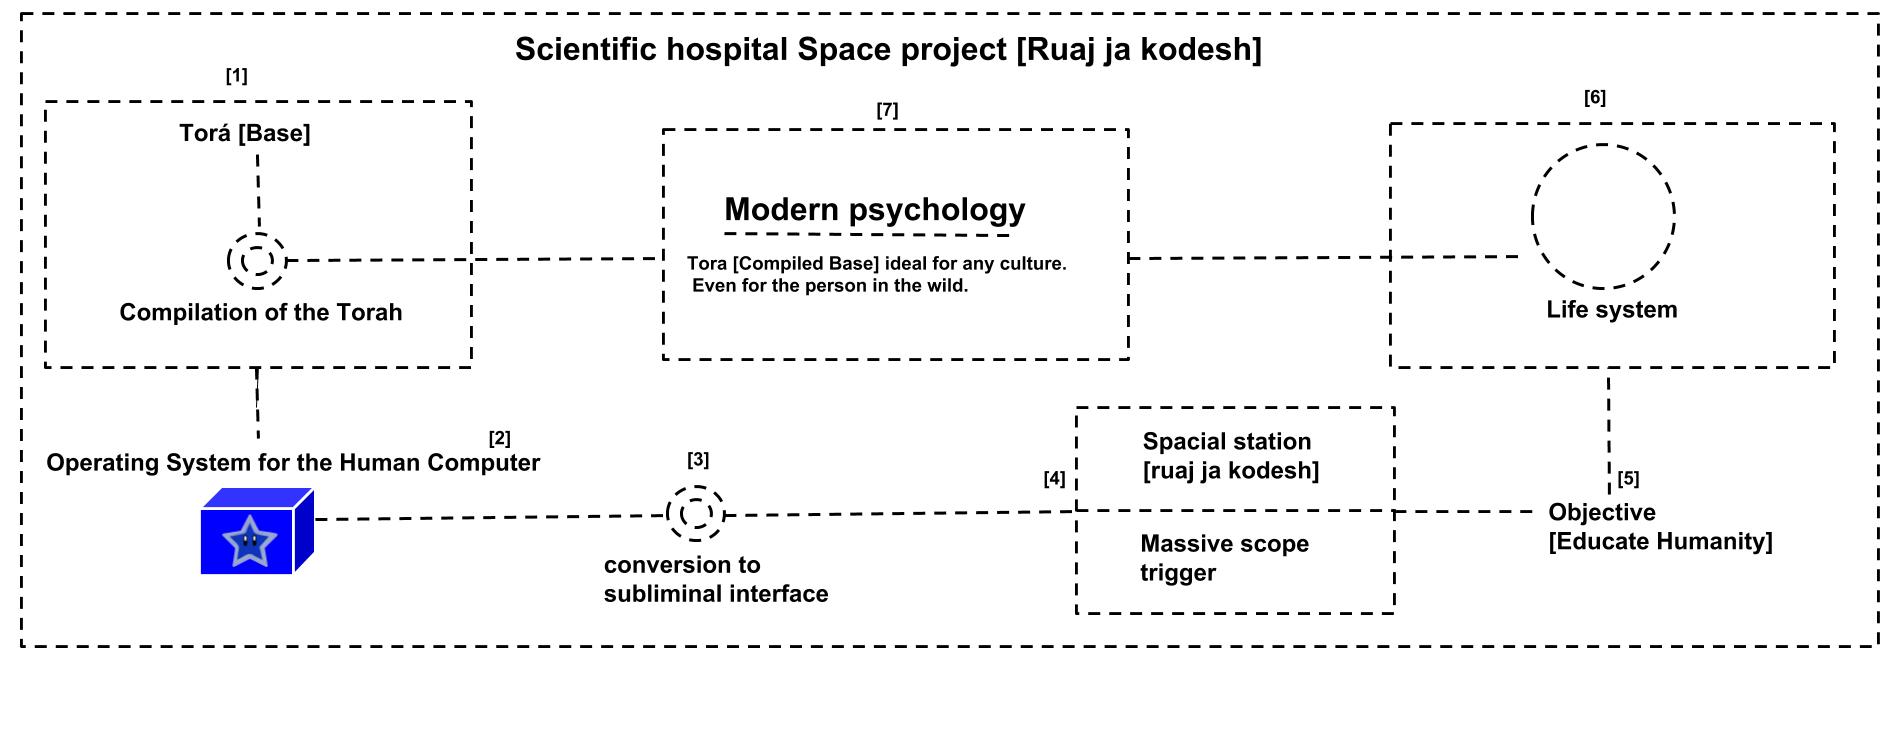 Scientific hospital Space project [Ruaj ja kodesh]
[1]
Torá [Base]
Compilation of the Torah
[7]
Modern psychology
Tora [Compiled Base] ideal for any culture.
Even for the person in the wild.
[6]
Life system
[2]
Operating System for the Human Computer
[3]
conversion to
subliminal interface
[4]
Spacial station
[ruaj ja kodesh]
Massive scope
trigger
[5]
Objective
[Educate Humanity]